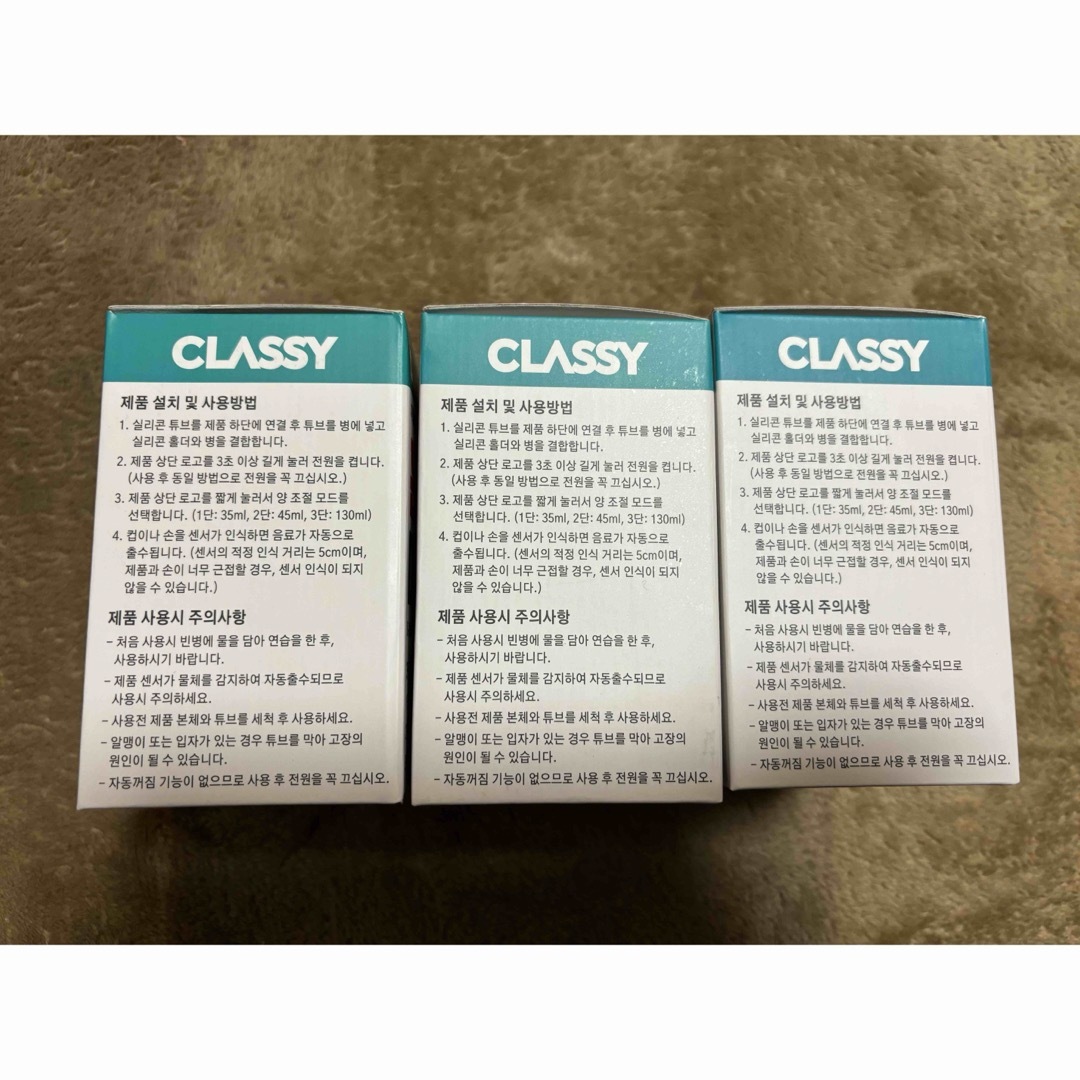 CLASSY
제품 설치 및 사용방법
1. 실리콘 튜브를 제품 하단에 연결 후 튜브를 병에 넣고
실리콘 홀더와 병을 결합합니다.
2. 제품 상단 로고를 3초 이상 길게 눌러 전원을 켭니다.
(사용 후 동일 방법으로 전원을 꼭 끄십시오.)
3. 제품 상단 로고를 짧게 눌러서 양 조절 모드를
선택합니다. (1단: 35ml, 2단: 45ml, 3단: 130ml)
4. 컵이나 손을 센서가 인식하면 음료가 자동으로
출수됩니다. (센서의 적정 인식 거리는 5cm이며,
제품과 손이 너무 근접할 경우, 센서 인식이 되지
않을 수 있습니다.)
제품 사용시 주의사항
- 처음 사용시 빈병에 물을 담아 연습을 한 후,
사용하시기 바랍니다.
- 제품 센서가 물체를 감지하여 자동출수되므로
사용시 주의하세요.
- 사용전 제품 본체와 튜브를 세척 후 사용하세요.
- 알맹이 또는 입자가 있는 경우 튜브를 막아 고장의
원인이 될 수 있습니다.
- 자동꺼짐 기능이 없으므로 사용 후 전원을 꼭 끄십시오.
CLASSY
제품 설치 및 사용방법
1. 실리콘 튜브를 제품 하단에 연결 후 튜브를 병에 넣고
실리콘 홀더와 병을 결합합니다.
2. 제품 상단 로고를 3초 이상 길게 눌러 전원을 켭니다.
(사용 후 동일 방법으로 전원을 꼭 끄십시오.)
3. 제품 상단 로고를 짧게 눌러서 양 조절 모드를
선택합니다. (1단: 35ml, 2단: 45ml, 3단: 130ml)
4. 컵이나 손을 센서가 인식하면 음료가 자동으로
출수됩니다. (센서의 적정 인식 거리는 5cm이며,
제품과 손이 너무 근접할 경우, 센서 인식이 되지
않을 수 있습니다.)
제품 사용시 주의사항
- 처음 사용시 빈병에 물을 담아 연습을 한 후,
사용하시기 바랍니다.
- 제품 센서가 물체를 감지하여 자동출수되므로
사용시 주의하세요.
- 사용전 제품 본체와 튜브를 세척 후 사용하세요.
- 알맹이 또는 입자가 있는 경우 튜브를 막아 고장의
원인이 될 수 있습니다.
- 자동꺼짐 기능이 없으므로 사용 후 전원을 꼭 끄십시오.
CLASSY
제품 설치 및 사용방법
1. 실리콘 튜브를 제품 하단에 연결 후 튜브를 병에 넣고
실리콘 홀더와 병을 결합합니다.
2. 제품 상단 로고를 3초 이상 길게 눌러 전원을 켭니다.
(사용 후 동일 방법으로 전원을 꼭 끄십시오.)
3. 제품 상단 로고를 짧게 눌러서 양 조절 모드를
선택합니다. (1단: 35ml, 2단: 45ml, 3단: 130ml)
4. 컵이나 손을 센서가 인식하면 음료가 자동으로
출수됩니다. (센서의 적정 인식 거리는 5cm이며,
제품과 손이 너무 근접할 경우, 센서 인식이 되지
않을 수 있습니다.)
제품 사용시 주의사항
- 처음 사용시 빈병에 물을 담아 연습을 한 후,
사용하시기 바랍니다.
- 제품 센서가 물체를 감지하여 자동출수되므로
사용시 주의하세요.
- 사용전 제품 본체와 튜브를 세척 후 사용하세요.
- 알맹이 또는 입자가 있는 경우 튜브를 막아 고장의
원인이 될 수 있습니다.
- 자동꺼짐 기능이 없으므로 사용 후 전원을 꼭 끄십시오.